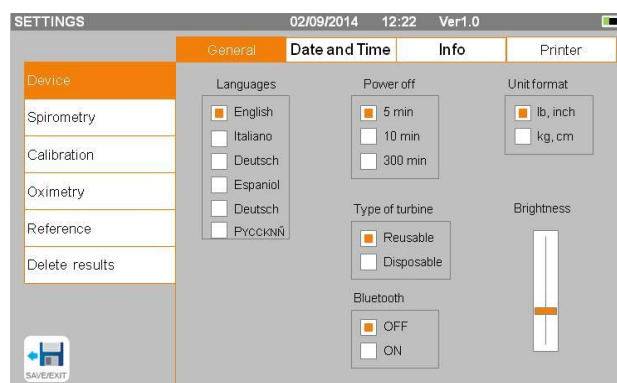 SETTINGS 02/09/2014 12:22 Ver1.0
General Date and Time Info Printer
Device
Spirometry
Calibration
Oximetry
Reference
Delete results
SAVE/EXIT
Languages
English
Italiano
Deutsch
Espaniol
Deutsch
PYCCKNÑ
Power off
5 min
10 min
300 min
Type of turbine
Reusable
Disposable
Bluetooth
OFF
ON
Unit format
lb, inch
kg, cm
Brightness